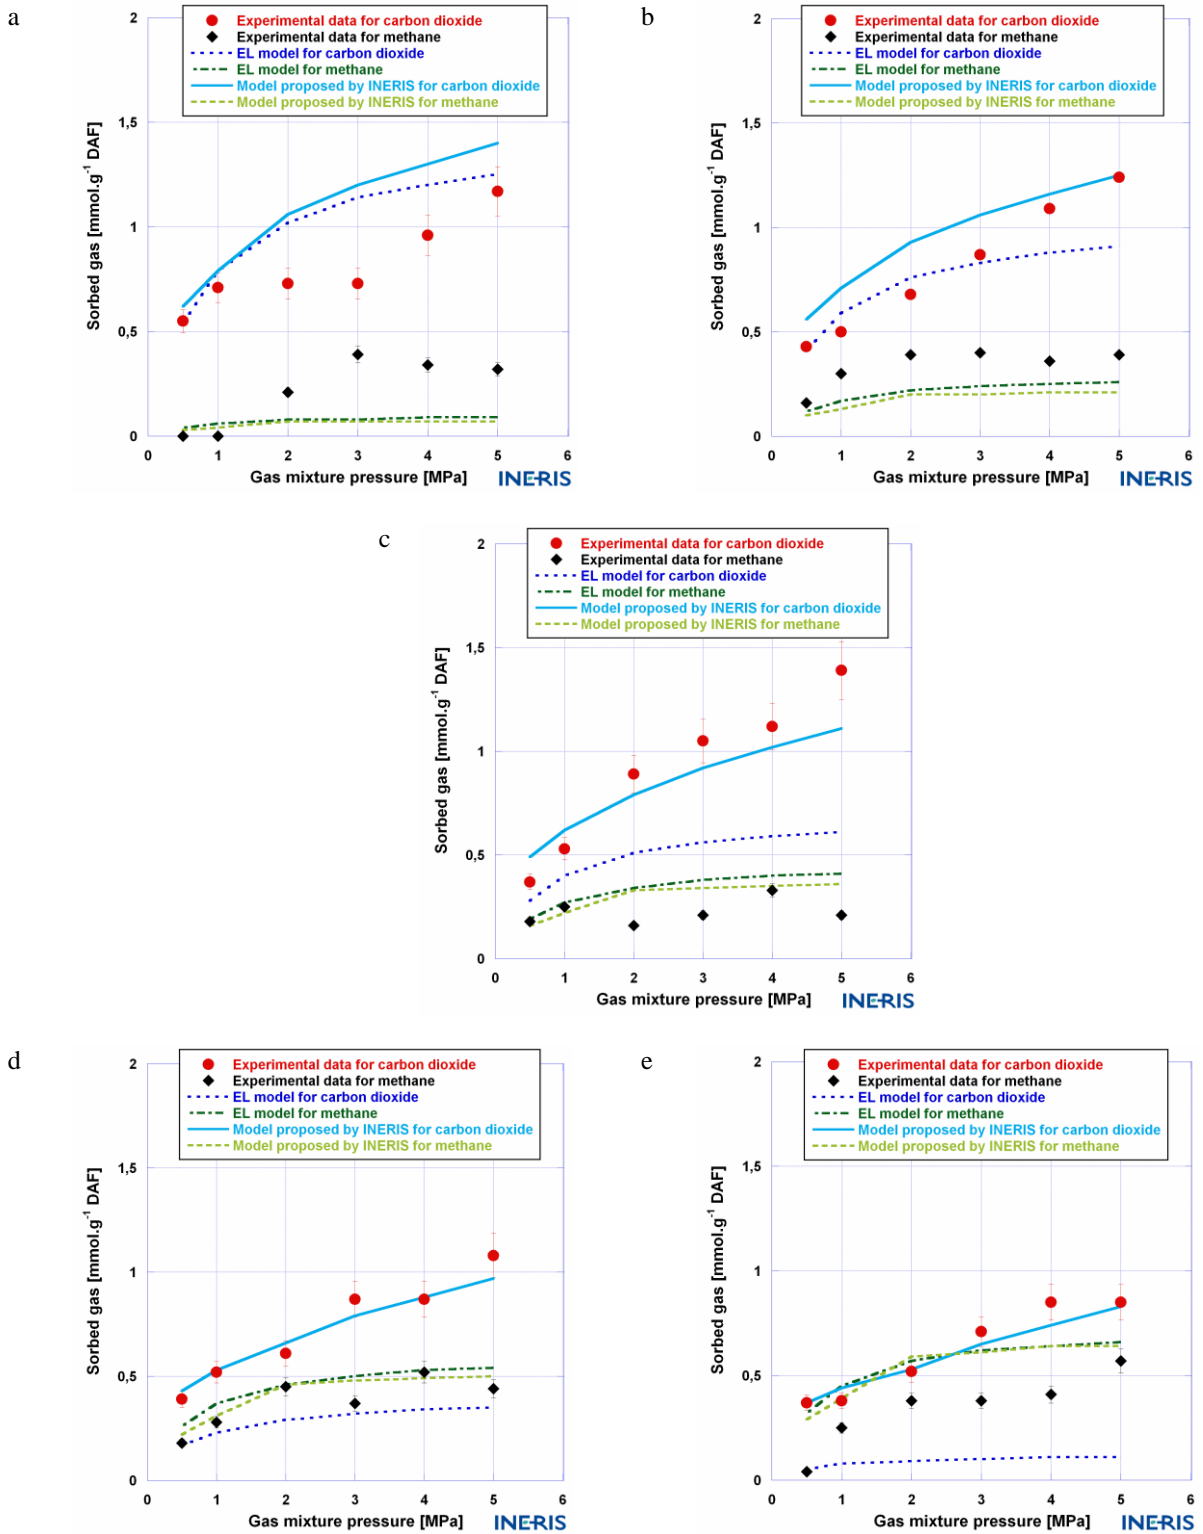 a
2
Experimental data for carbon dioxide
Experimental data for methane
EL model for carbon dioxide
EL model for methane
Model proposed by INERIS for carbon dioxide
Model proposed by INERIS for methane
1,5
1
0,5
0
Sorbed gas [mmol.g⁻¹ DAF]
0 1 2 3 4 5 6
Gas mixture pressure [MPa]
INERIS
b
2
Experimental data for carbon dioxide
Experimental data for methane
EL model for carbon dioxide
EL model for methane
Model proposed by INERIS for carbon dioxide
Model proposed by INERIS for methane
1,5
1
0,5
0
Sorbed gas [mmol.g⁻¹ DAF]
0 1 2 3 4 5 6
Gas mixture pressure [MPa]
INERIS
c
2
Experimental data for carbon dioxide
Experimental data for methane
EL model for carbon dioxide
EL model for methane
Model proposed by INERIS for carbon dioxide
Model proposed by INERIS for methane
1,5
1
0,5
0
Sorbed gas [mmol.g⁻¹ DAF]
0 1 2 3 4 5 6
Gas mixture pressure [MPa]
INERIS
d
2
Experimental data for carbon dioxide
Experimental data for methane
EL model for carbon dioxide
EL model for methane
Model proposed by INERIS for carbon dioxide
Model proposed by INERIS for methane
1,5
1
0,5
0
Sorbed gas [mmol.g⁻¹ DAF]
0 1 2 3 4 5 6
Gas mixture pressure [MPa]
INERIS
e
2
Experimental data for carbon dioxide
Experimental data for methane
EL model for carbon dioxide
EL model for methane
Model proposed by INERIS for carbon dioxide
Model proposed by INERIS for methane
1,5
1
0,5
0
Sorbed gas [mmol.g⁻¹ DAF]
0 1 2 3 4 5 6
Gas mixture pressure [MPa]
INERIS